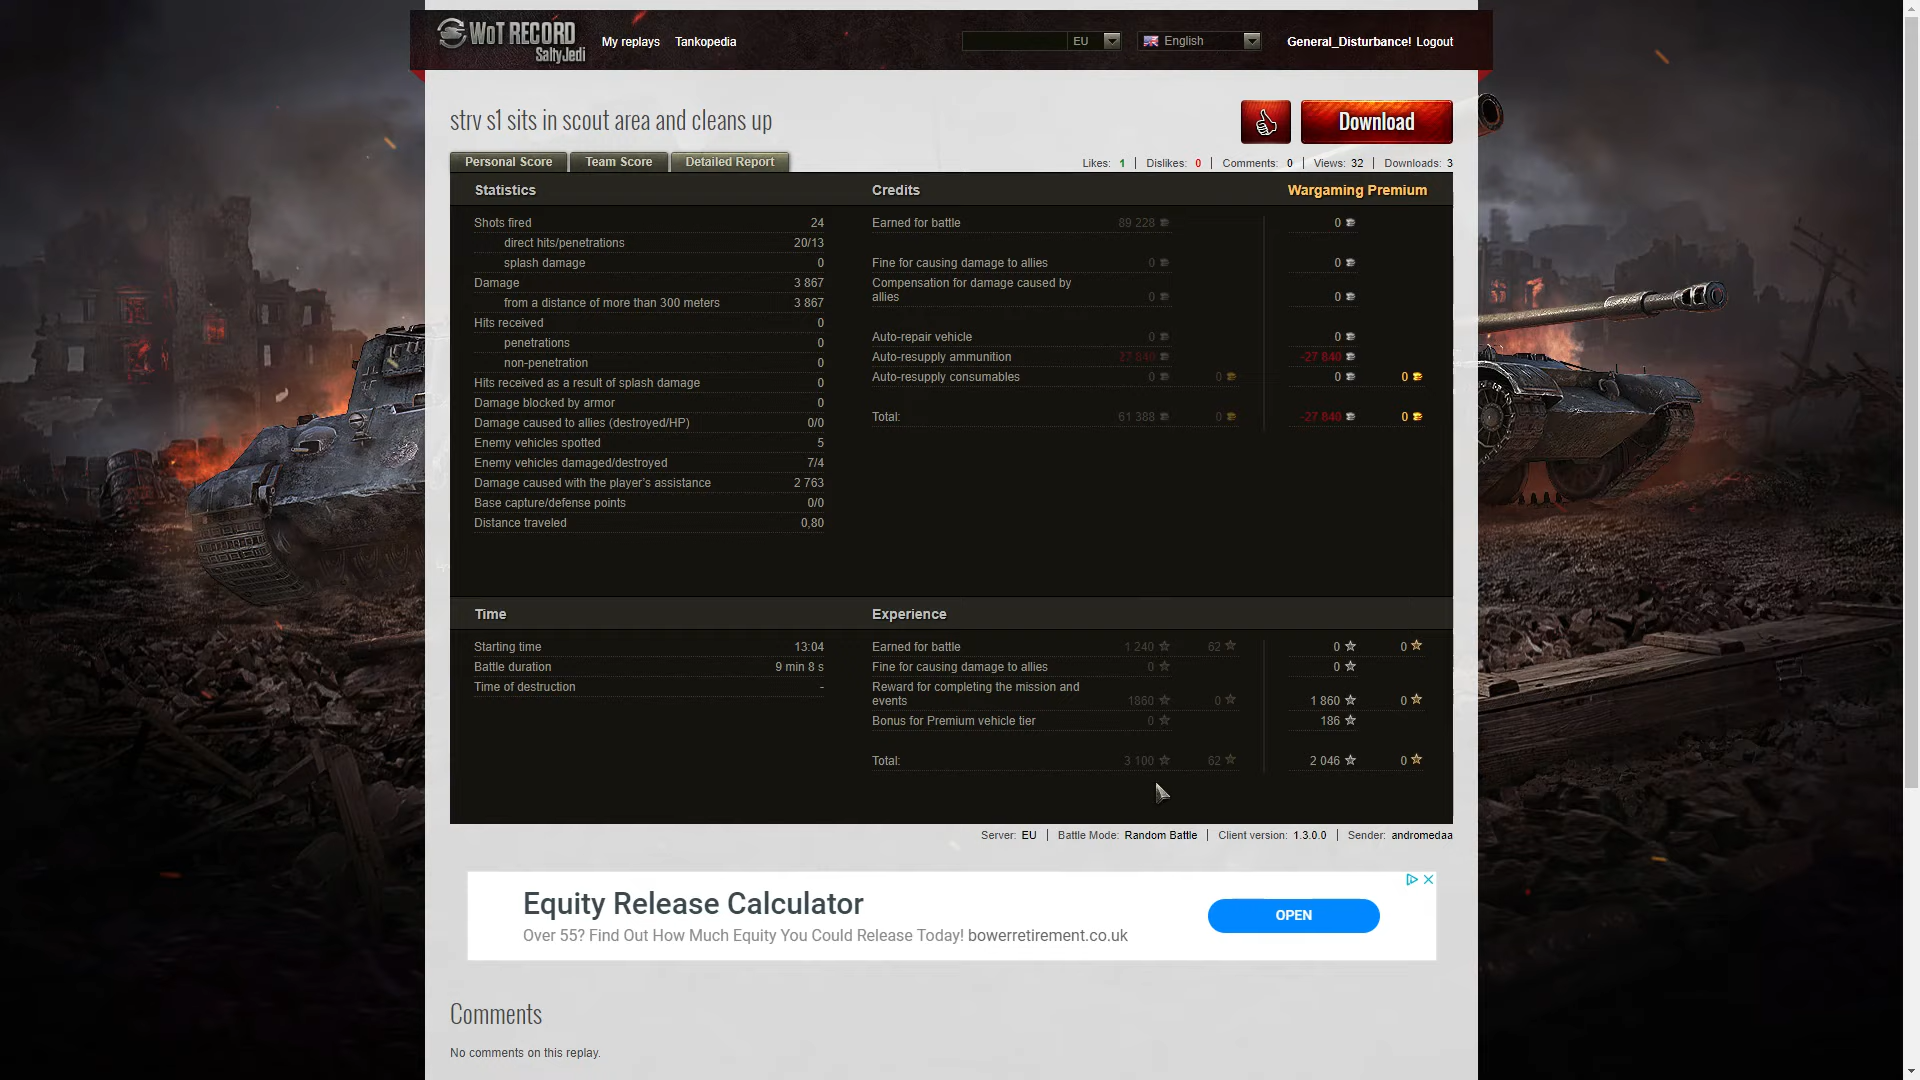 WoT RECORD
SaltyJedi
My replays
Tankopedia
EU
English
General_Disturbance! Logout
strv s1 sits in scout area and cleans up
Download
Personal Score
Team Score
Detailed Report
Likes: 1 | Dislikes: 0 | Comments: 0 | Views: 32 | Downloads: 3
Statistics
Shots fired 24
direct hits/penetrations 20/13
splash damage 0
Damage 3 867
from a distance of more than 300 meters 3 867
Hits received 0
penetrations 0
non-penetration 0
Hits received as a result of splash damage 0
Damage blocked by armor 0
Damage caused to allies (destroyed/HP) 0/0
Enemy vehicles spotted 5
Enemy vehicles damaged/destroyed 7/4
Damage caused with the player's assistance 2 763
Base capture/defense points 0/0
Distance traveled 0,80
Credits
Wargaming Premium
Earned for battle 89 228 0
Fine for causing damage to allies 0 0
Compensation for damage caused by
allies 0 0
Auto-repair vehicle 0 0
Auto-resupply ammunition 27 840 -27 840
Auto-resupply consumables 0 0 0 0
Total: 61 388 0 -27 840 0
Time
Starting time 13:04
Battle duration 9 min 8 s
Time of destruction -
Experience
Earned for battle 1 240 62 0 0
Fine for causing damage to allies 0 0
Reward for completing the mission and
events 1860 0 1 860 0
Bonus for Premium vehicle tier 0 186
Total: 3 100 62 2 046 0
Server: EU | Battle Mode: Random Battle | Client version: 1.3.0.0 | Sender: andromedaa
Equity Release Calculator
Over 55? Find Out How Much Equity You Could Release Today! bowerretirement.co.uk
OPEN
Comments
No comments on this replay.